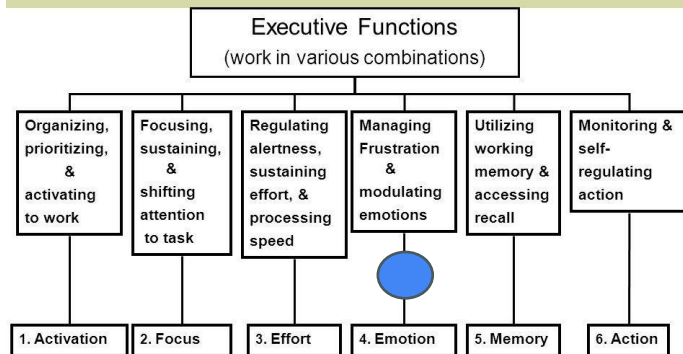 Executive Functions
(work in various combinations)
Organizing,
prioritizing,
&
activating
to work
Focusing,
sustaining,
&
shifting
attention
to task
Regulating
alertness,
sustaining
effort, &
processing
speed
Managing
Frustration
&
modulating
emotions
Utilizing
working
memory &
accessing
recall
Monitoring &
self-
regulating
action
1. Activation
2. Focus
3. Effort
4. Emotion
5. Memory
6. Action